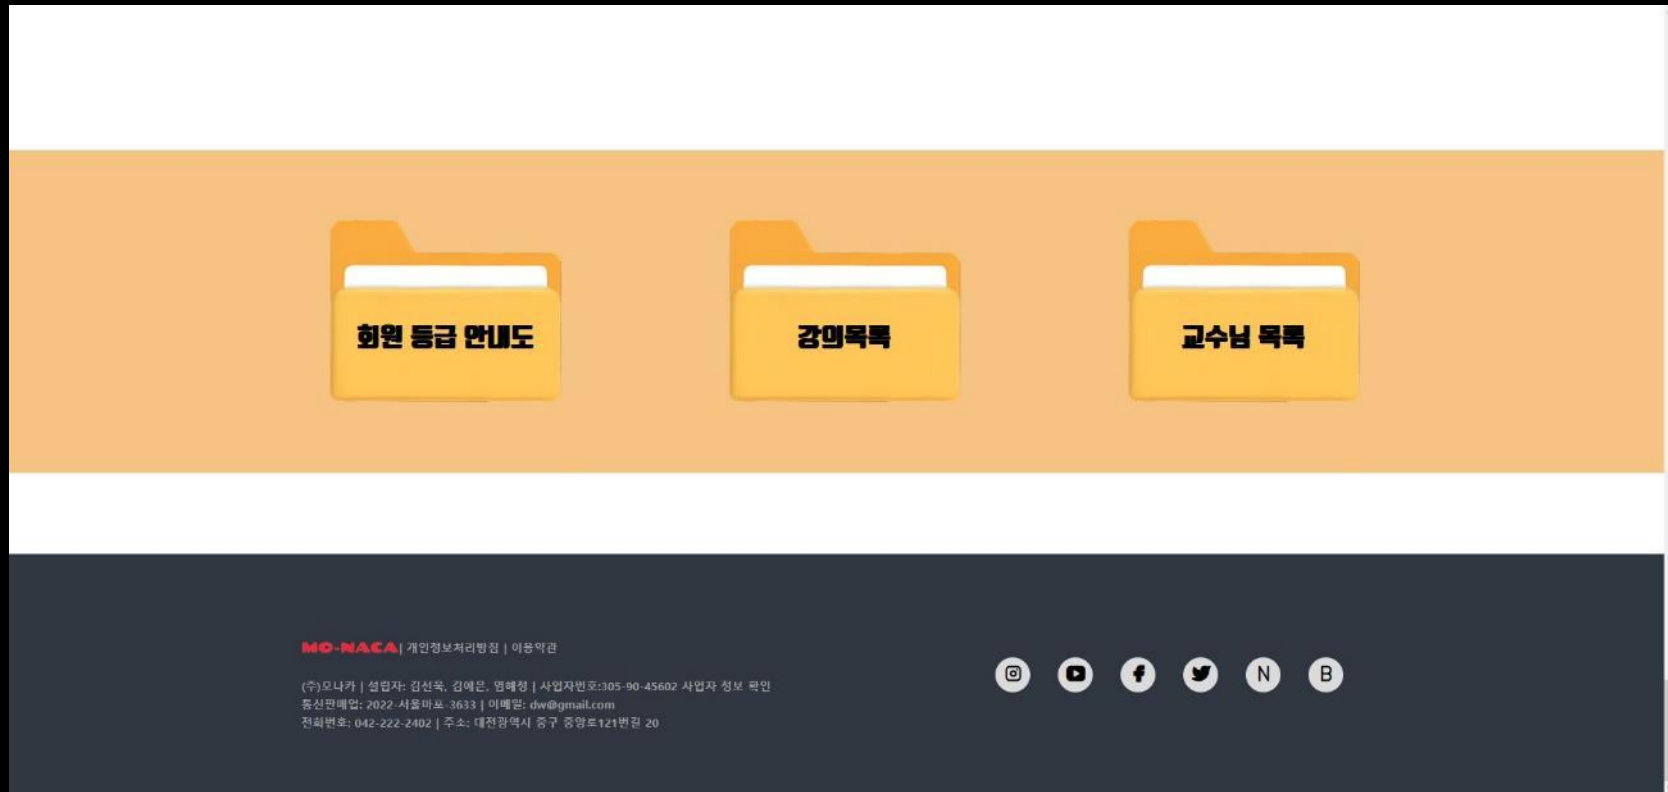 회원 등급 안내도
강의목록
교수님 목록
MO-NACA | 개인정보처리방침 | 이용약관
(주)모나카 | 설립자: 김선욱, 김예은, 염혜정 | 사업자번호:305-90-45602 사업자 정보 확인
통신판매업: 2022-서울마포-3633 | 이메일: dw@gmail.com
전화번호: 042-222-2402 | 주소: 대전광역시 중구 중앙로121번길 20
N
B